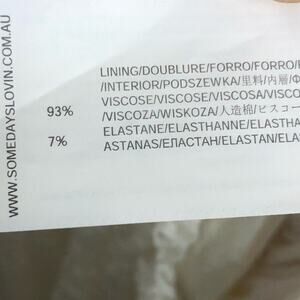 WWW.SOMEDAYSLOVIN.COM.AU
LINING/DOUBLURE/FORRO/FORRO/
/INTERIOR/PODSZEWKA/里料/内層/
93% VISCOSE/VISCOSE/VISCOSA/VISCO
/VISCOZA/WISKOZA/人造棉/ビスコー
7% ELASTANE/ELASTHANNE/ELASTHA
ASTANAS/ЕЛАСТАН/ELASTAN/ELA